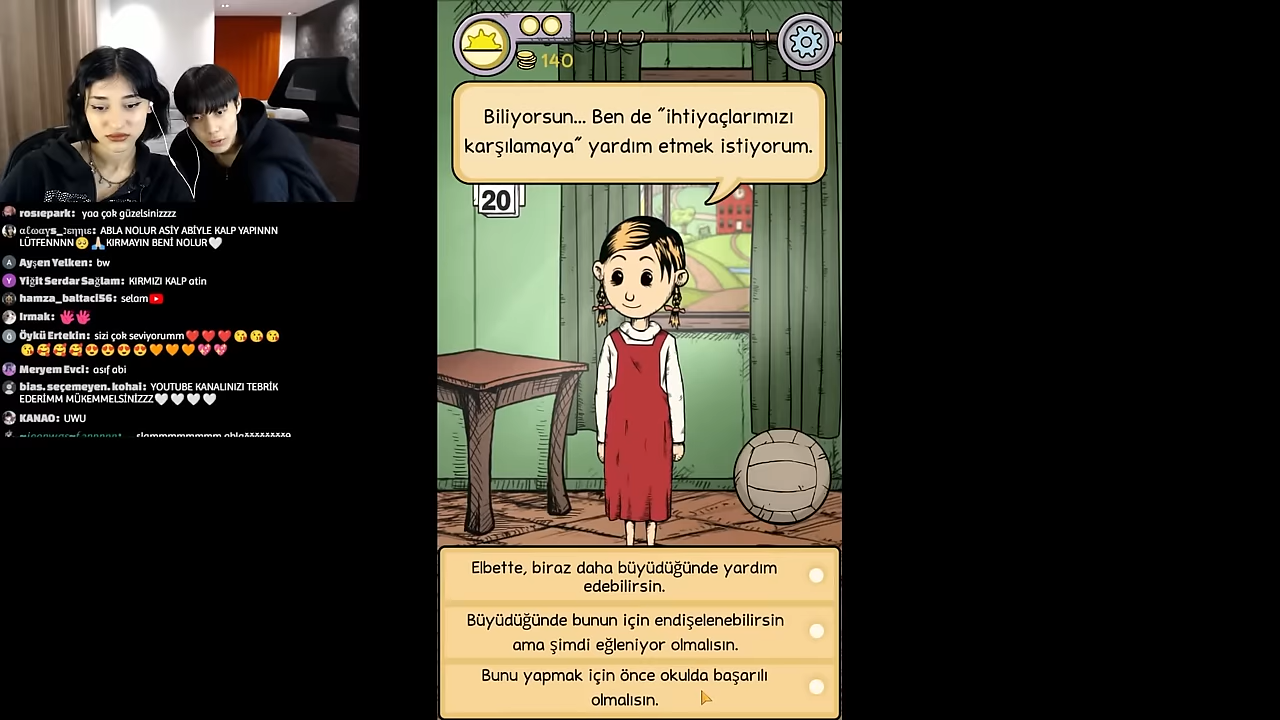 140
Biliyorsun... Ben de "ihtiyaçlarımızı
karşılamaya" yardım etmek istiyorum.
20
rosıepark: yaa çok güzelsinizzzz
ABLA NOLUR ASİY ABİYLE KALP YAPINNN
LÜTFENNNN🥺🙏KIRMAYIN BENİ NOLUR🤍
Ayşen Yelken: bw
Yiğit Serdar Sağlam: KIRMIZI KALP atin
hamza_baltaci56: selam
Irmak: 🤟🤟
Öykü Ertekin: sizi çok seviyorumm❤️❤️❤️😘😘😘
😘🥰🥰🥰😍😍😍😍🧡🧡🧡💖💖
Meryem Evci: asıf abi
bias.seçemeyen.kohai: YOUTUBE KANALINIZI TEBRİK
EDERİMM MÜKEMMELSİNİZZZ🤍🤍🤍🤍
KANAO: UWU
Elbette, biraz daha büyüdüğünde yardım
edebilirsin.
Büyüdüğünde bunun için endişelenebilirsin
ama şimdi eğleniyor olmalısın.
Bunu yapmak için önce okulda başarılı
olmalısın.